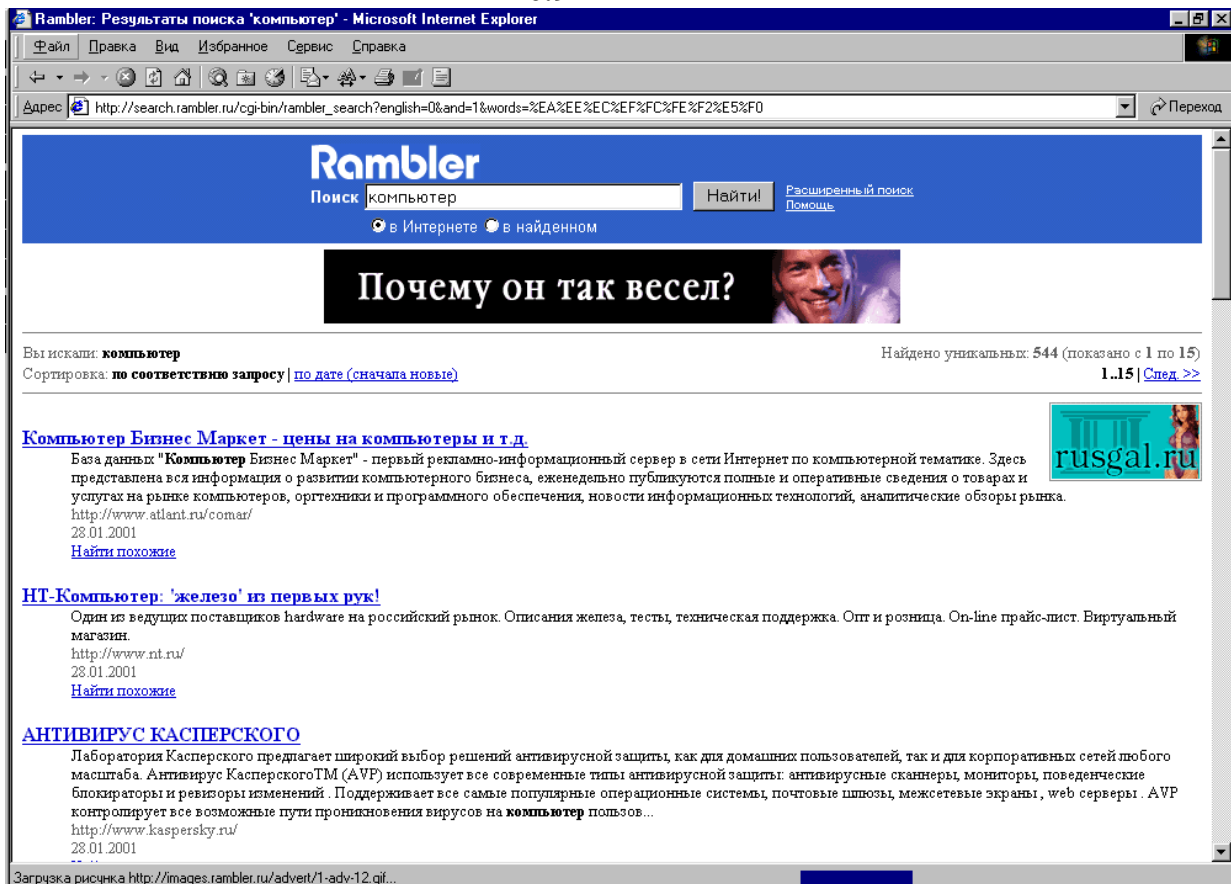 Rambler: Результаты поиска 'компьютер' - Microsoft Internet Explorer
Файл Правка Вид Избранное Сервис Справка
Адрес http://search.rambler.ru/cgi-bin/rambler_search?english=0&and=1&words=%EA%EE%EC%EF%FC%FE%F2%E5%F0 Переход
Rambler
Поиск компьютер Найти! Расширенный поиск
Помощь
в Интернете в найденном
Почему он так весел?
Вы искали: компьютер Найдено уникальных: 544 (показано с 1 по 15)
Сортировка: по соответствию запросу | по дате (сначала новые) 1..15 | След. >>
rusgal.ru
Компьютер Бизнес Маркет - цены на компьютеры и т.д.
База данных "Компьютер Бизнес Маркет" - первый рекламно-информационный сервер в сети Интернет по компьютерной тематике. Здесь
представлена вся информация о развитии компьютерного бизнеса, еженедельно публикуются полные и оперативные сведения о товарах и
услугах на рынке компьютеров, оргтехники и программного обеспечения, новости информационных технологий, аналитические обзоры рынка.
http://www.atlant.ru/comar/
28.01.2001
Найти похожие
НТ-Компьютер: 'железо' из первых рук!
Один из ведущих поставщиков hardware на российский рынок. Описания железа, тесты, техническая поддержка. Опт и розница. On-line прайс-лист. Виртуальный
магазин.
http://www.nt.ru/
28.01.2001
Найти похожие
АНТИВИРУС КАСПЕРСКОГО
Лаборатория Касперского предлагает широкий выбор решений антивирусной защиты, как для домашних пользователей, так и для корпоративных сетей любого
масштаба. Антивирус КасперскогоТМ (AVP) использует все современные типы антивирусной защиты: антивирусные сканнеры, мониторы, поведенческие
блокираторы и ревизоры изменений . Поддерживает все самые популярные операционные системы, почтовые шлюзы, межсетевые экраны , web серверы . AVP
контролирует все возможные пути проникновения вирусов на компьютер пользов...
http://www.kaspersky.ru/
28.01.2001
Загрузка рисунка http://images.rambler.ru/advert/1-adv-12.gif...